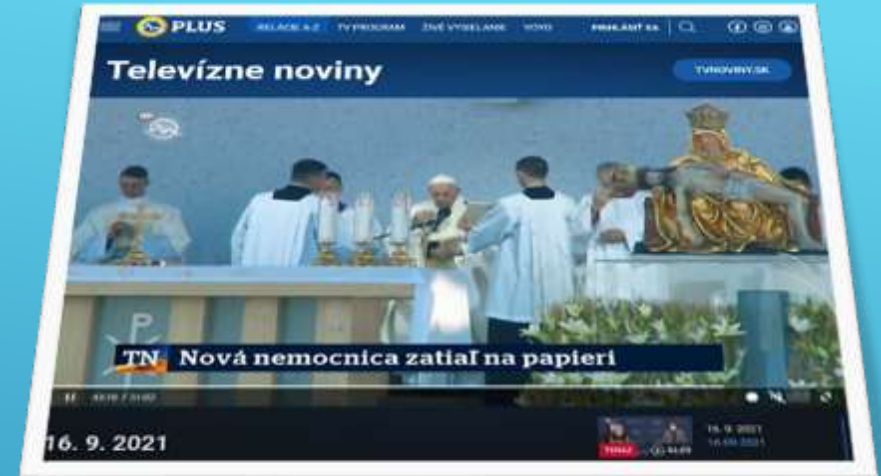 PLUS RELÁCIE A-Z TV PROGRAM ŽIVÉ VYSIELANIE VOYO PRIHLÁSIŤ SA
Televízne noviny
TVNOVINY.SK
P
TN Nová nemocnica zatiaľ na papieri
16. 9. 2021
16. 9. 2021